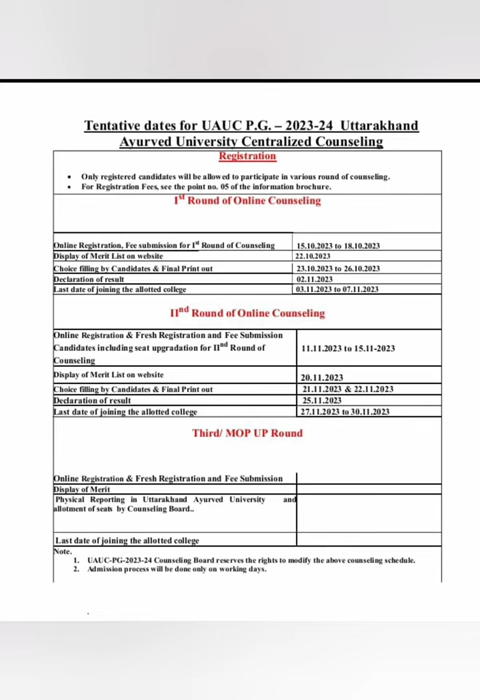 Tentative dates for UAUC P.G. – 2023-24 Uttarakhand
Ayurved University Centralized Counseling
Registration
• Only registered candidates will be allowed to participate in various round of counseling.
• For Registration Fees, see the point no. 05 of the information brochure.
Ist Round of Online Counseling
Online Registration, Fee submission for Ist Round of Counseling 15.10.2023 to 18.10.2023
Display of Merit List on website 22.10.2023
Choice filling by Candidates & Final Print out 23.10.2023 to 26.10.2023
Declaration of result 02.11.2023
Last date of joining the allotted college 03.11.2023 to 07.11.2023
IInd Round of Online Counseling
Online Registration & Fresh Registration and Fee Submission
Candidates including seat upgradation for IInd Round of 11.11.2023 to 15.11-2023
Counseling
Display of Merit List on website 20.11.2023
Choice filling by Candidates & Final Print out 21.11.2023 & 22.11.2023
Declaration of result 25.11.2023
Last date of joining the allotted college 27.11.2023 to 30.11.2023
Third/ MOP UP Round
Online Registration & Fresh Registration and Fee Submission
Display of Merit
Physical Reporting in Uttarakhand Ayurved University and
allotment of seats by Counseling Board..
Last date of joining the allotted college
Note.
1. UAUC-PG-2023-24 Counseling Board reserves the rights to modify the above counseling schedule.
2. Admission process will be done only on working days.